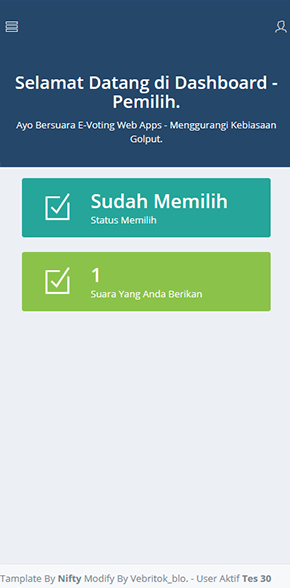 Selamat Datang di Dashboard -
Pemilih.
Ayo Bersuara E-Voting Web Apps - Menggurangi Kebiasaan
Golput.
Sudah Memilih
Status Memilih
1
Suara Yang Anda Berikan
Tamplate By Nifty Modify By Vebritok_blo. - User Aktif Tes 30